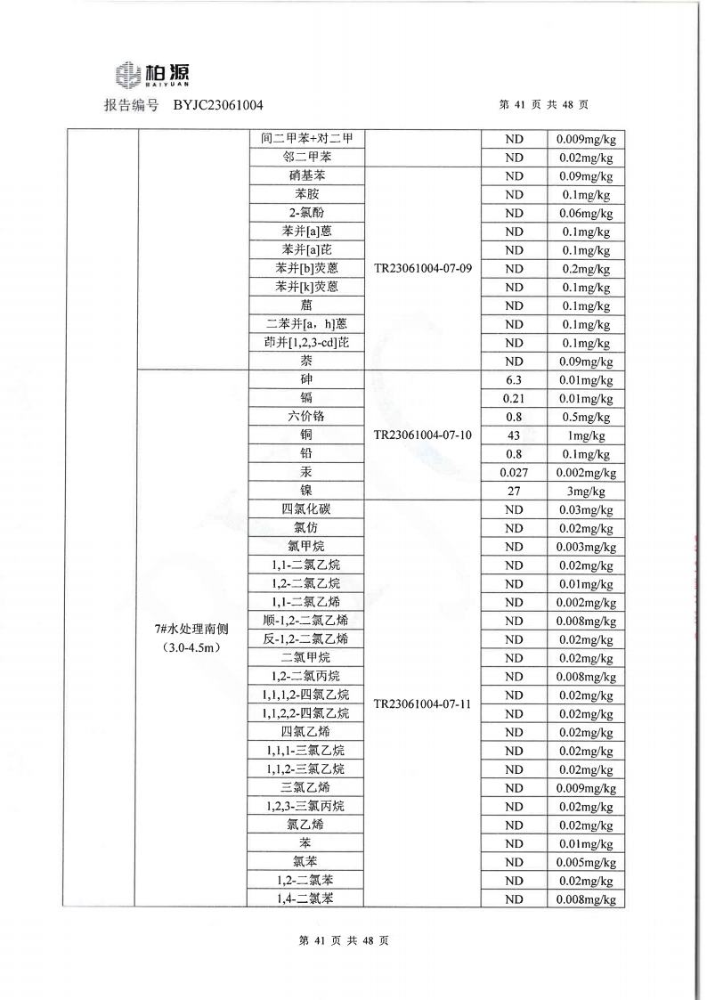 柏源
BAIYUAN
报告编号 BYJC23061004
第 41 页 共 48 页
间二甲苯+对二甲 ND 0.009mg/kg
邻二甲苯 ND 0.02mg/kg
硝基苯 ND 0.09mg/kg
苯胺 ND 0.1mg/kg
2-氯酚 ND 0.06mg/kg
苯并[a]蒽 ND 0.1mg/kg
苯并[a]芘 ND 0.1mg/kg
苯并[b]荧蒽 TR23061004-07-09 ND 0.2mg/kg
苯并[k]荧蒽 ND 0.1mg/kg
䓛 ND 0.1mg/kg
二苯并[a，h]蒽 ND 0.1mg/kg
茚并[1,2,3-cd]芘 ND 0.1mg/kg
萘 ND 0.09mg/kg
砷 6.3 0.01mg/kg
镉 0.21 0.01mg/kg
六价铬 0.8 0.5mg/kg
铜 TR23061004-07-10 43 1mg/kg
铅 0.8 0.1mg/kg
汞 0.027 0.002mg/kg
镍 27 3mg/kg
四氯化碳 ND 0.03mg/kg
氯仿 ND 0.02mg/kg
氯甲烷 ND 0.003mg/kg
1,1-二氯乙烷 ND 0.02mg/kg
1,2-二氯乙烷 ND 0.01mg/kg
1,1-二氯乙烯 ND 0.002mg/kg
顺-1,2-二氯乙烯 ND 0.008mg/kg
7#水处理南侧
（3.0-4.5m）
反-1,2-二氯乙烯 ND 0.02mg/kg
二氯甲烷 ND 0.02mg/kg
1,2-二氯丙烷 ND 0.008mg/kg
1,1,1,2-四氯乙烷 ND 0.02mg/kg
TR23061004-07-11
1,1,2,2-四氯乙烷 ND 0.02mg/kg
四氯乙烯 ND 0.02mg/kg
1,1,1-三氯乙烷 ND 0.02mg/kg
1,1,2-三氯乙烷 ND 0.02mg/kg
三氯乙烯 ND 0.009mg/kg
1,2,3-三氯丙烷 ND 0.02mg/kg
氯乙烯 ND 0.02mg/kg
苯 ND 0.01mg/kg
氯苯 ND 0.005mg/kg
1,2-二氯苯 ND 0.02mg/kg
1,4-二氯苯 ND 0.008mg/kg
第 41 页 共 48 页